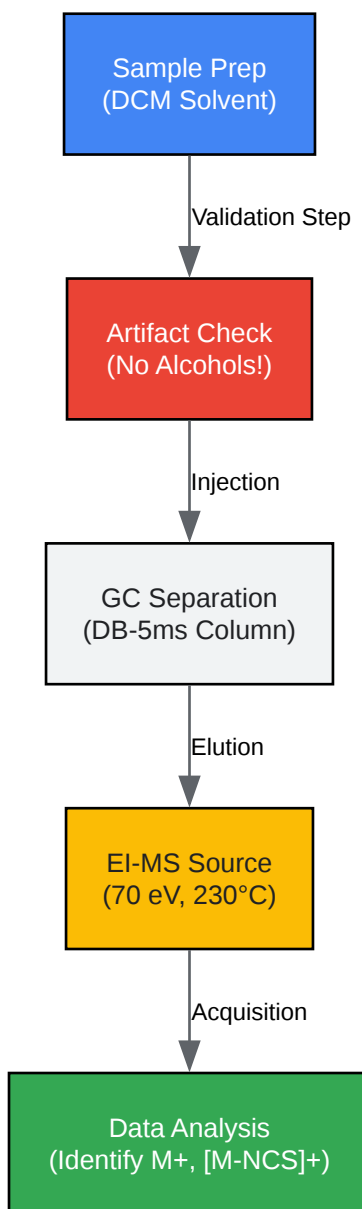 Sample Prep
(DCM Solvent)
Validation Step
Artifact Check
(No Alcohols!)
Injection
GC Separation
(DB-5ms Column)
Elution
EI-MS Source
(70 eV, 230°C)
Acquisition
Data Analysis
(Identify M+, [M-NCS]+)